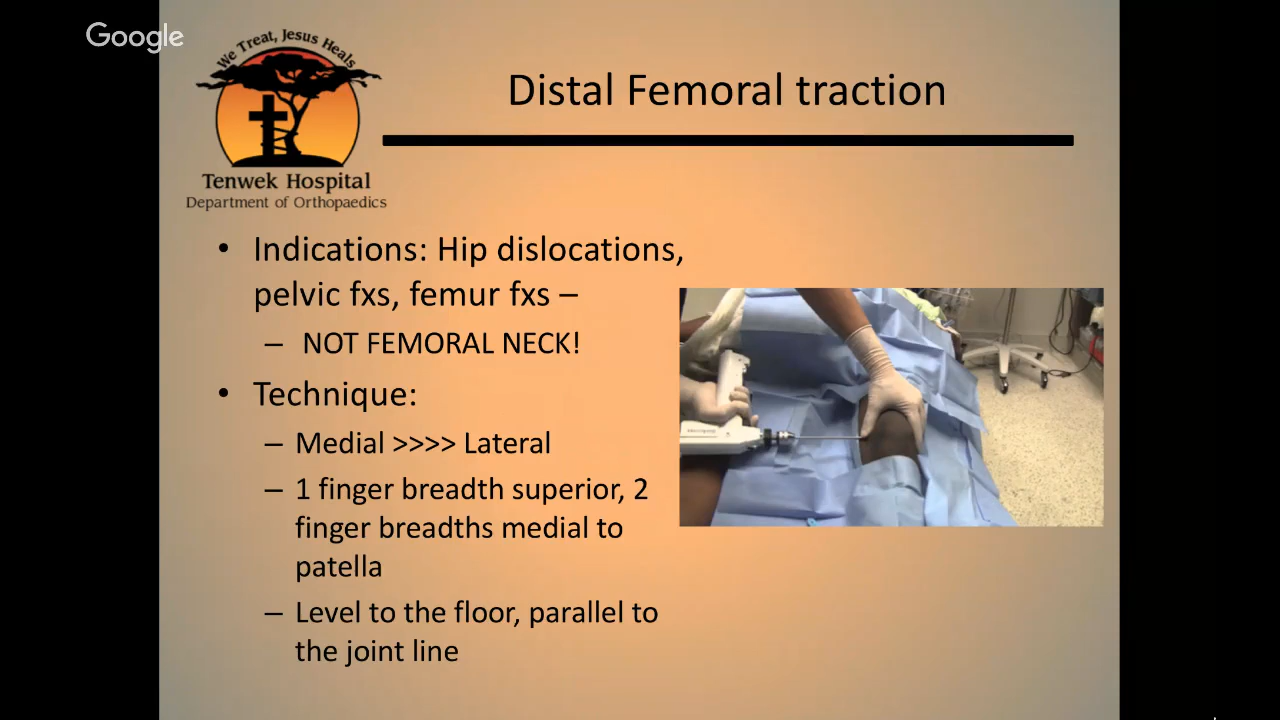 Google
We Treat, Jesus Heals
Tenwek Hospital
Department of Orthopaedics
Distal Femoral traction
• Indications: Hip dislocations,
pelvic fxs, femur fxs –
– NOT FEMORAL NECK!
• Technique:
– Medial >>>> Lateral
– 1 finger breadth superior, 2
finger breadths medial to
patella
– Level to the floor, parallel to
the joint line